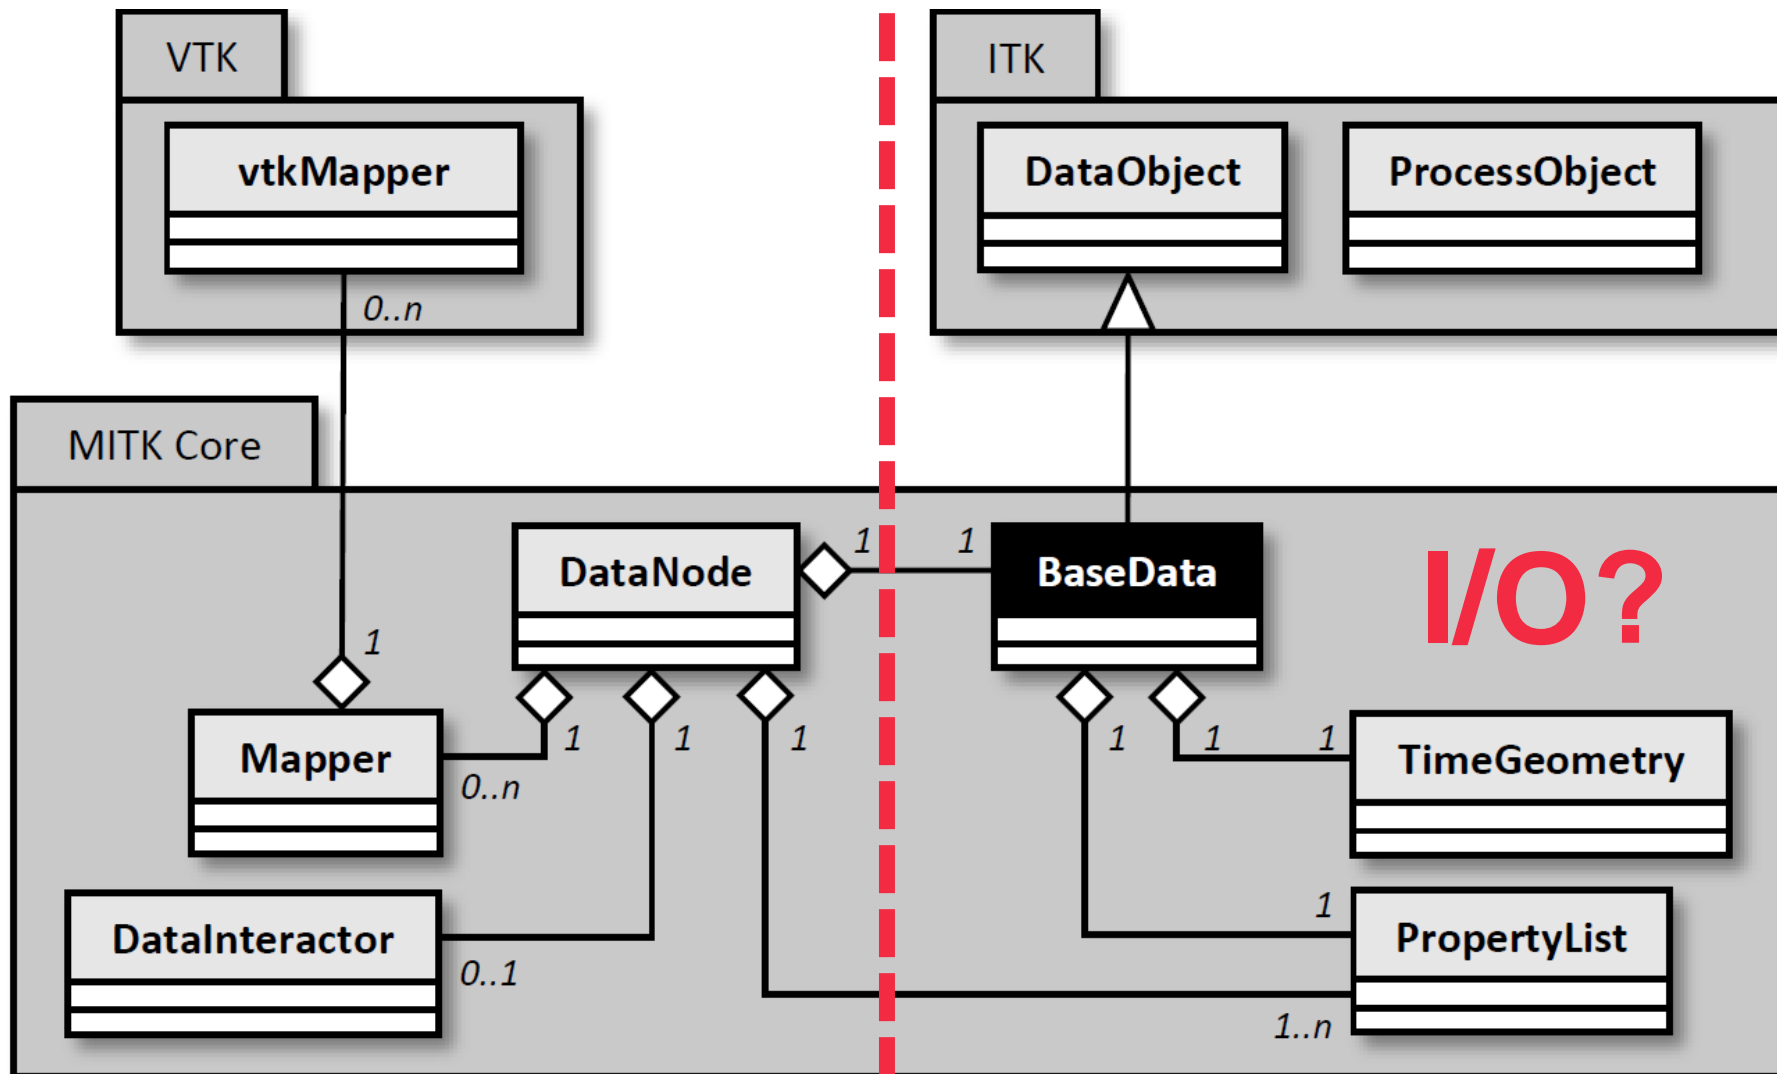 VTK
ITK
vtkMapper
DataObject
ProcessObject
0..n
MITK Core
DataNode
1
1
BaseData
I/O?
1
Mapper
0..n
1
1
1
1
1
1
TimeGeometry
DataInteractor
0..1
1
PropertyList
1..n